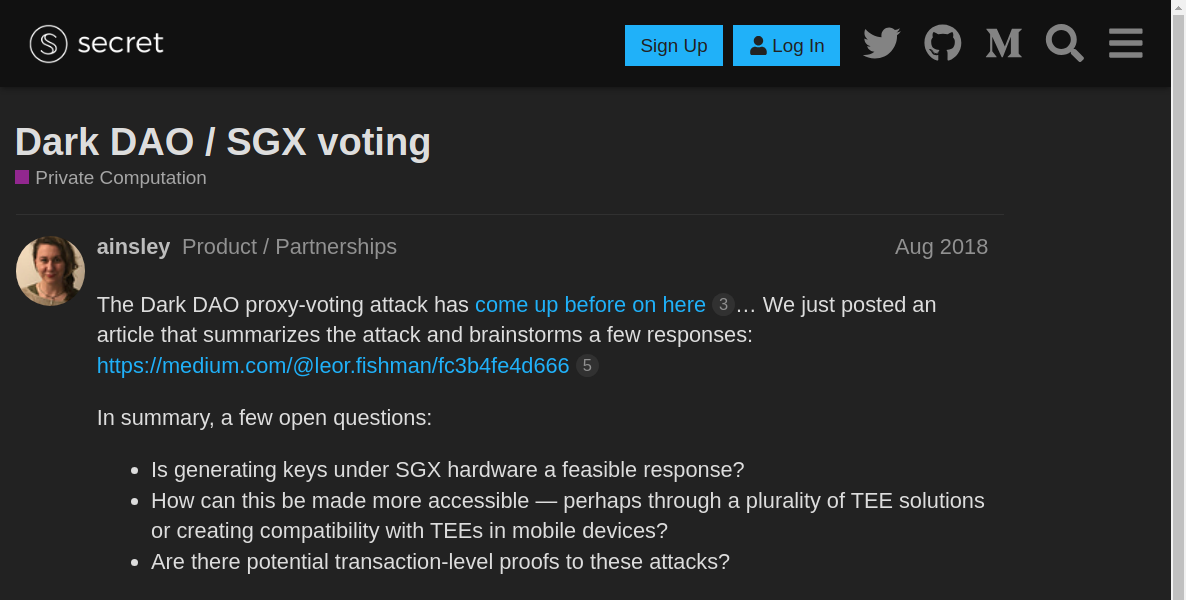 secret
Sign Up
Log In
Dark DAO / SGX voting
Private Computation
ainsley Product / Partnerships Aug 2018
The Dark DAO proxy-voting attack has come up before on here 3… We just posted an
article that summarizes the attack and brainstorms a few responses:
https://medium.com/@leor.fishman/fc3b4fe4d666 5
In summary, a few open questions:
• Is generating keys under SGX hardware a feasible response?
• How can this be made more accessible — perhaps through a plurality of TEE solutions
or creating compatibility with TEEs in mobile devices?
• Are there potential transaction-level proofs to these attacks?